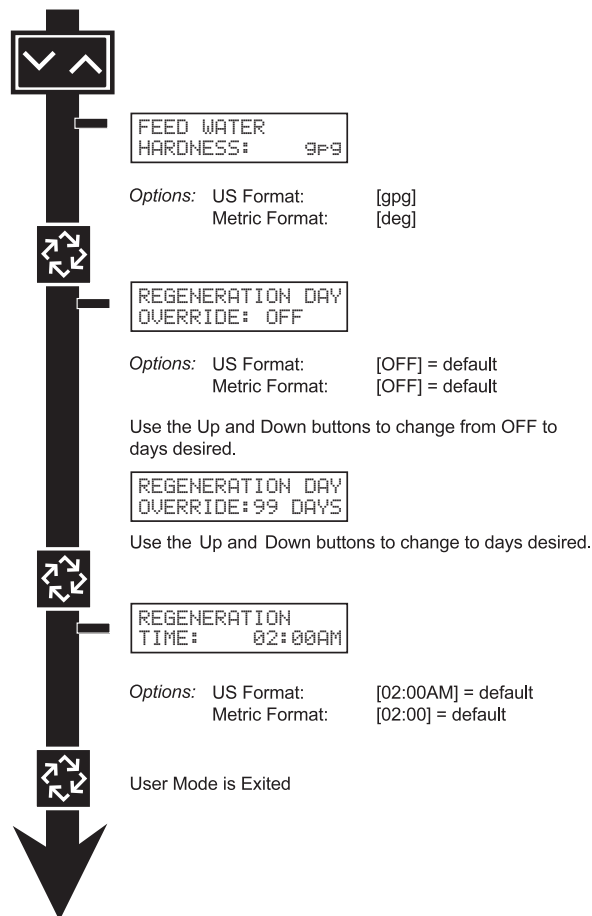 FEED WATER
HARDNESS: gpg
Options: US Format: [gpg]
Metric Format: [deg]
REGENERATION DAY
OVERRIDE: OFF
Options: US Format: [OFF] = default
Metric Format: [OFF] = default
Use the Up and Down buttons to change from OFF to
days desired.
REGENERATION DAY
OVERRIDE:99 DAYS
Use the Up and Down buttons to change to days desired.
REGENERATION
TIME: 02:00AM
Options: US Format: [02:00AM] = default
Metric Format: [02:00] = default
User Mode is Exited